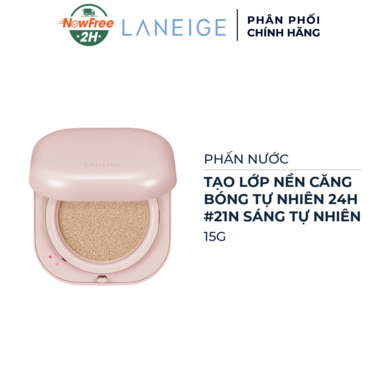 NowFree
2H
LANEIGE
PHÂN PHỐI
CHÍNH HÃNG
LANEIGE
PHẤN NƯỚC
TẠO LỚP NỀN CĂNG
BÓNG TỰ NHIÊN 24H
#21N SÁNG TỰ NHIÊN
15G